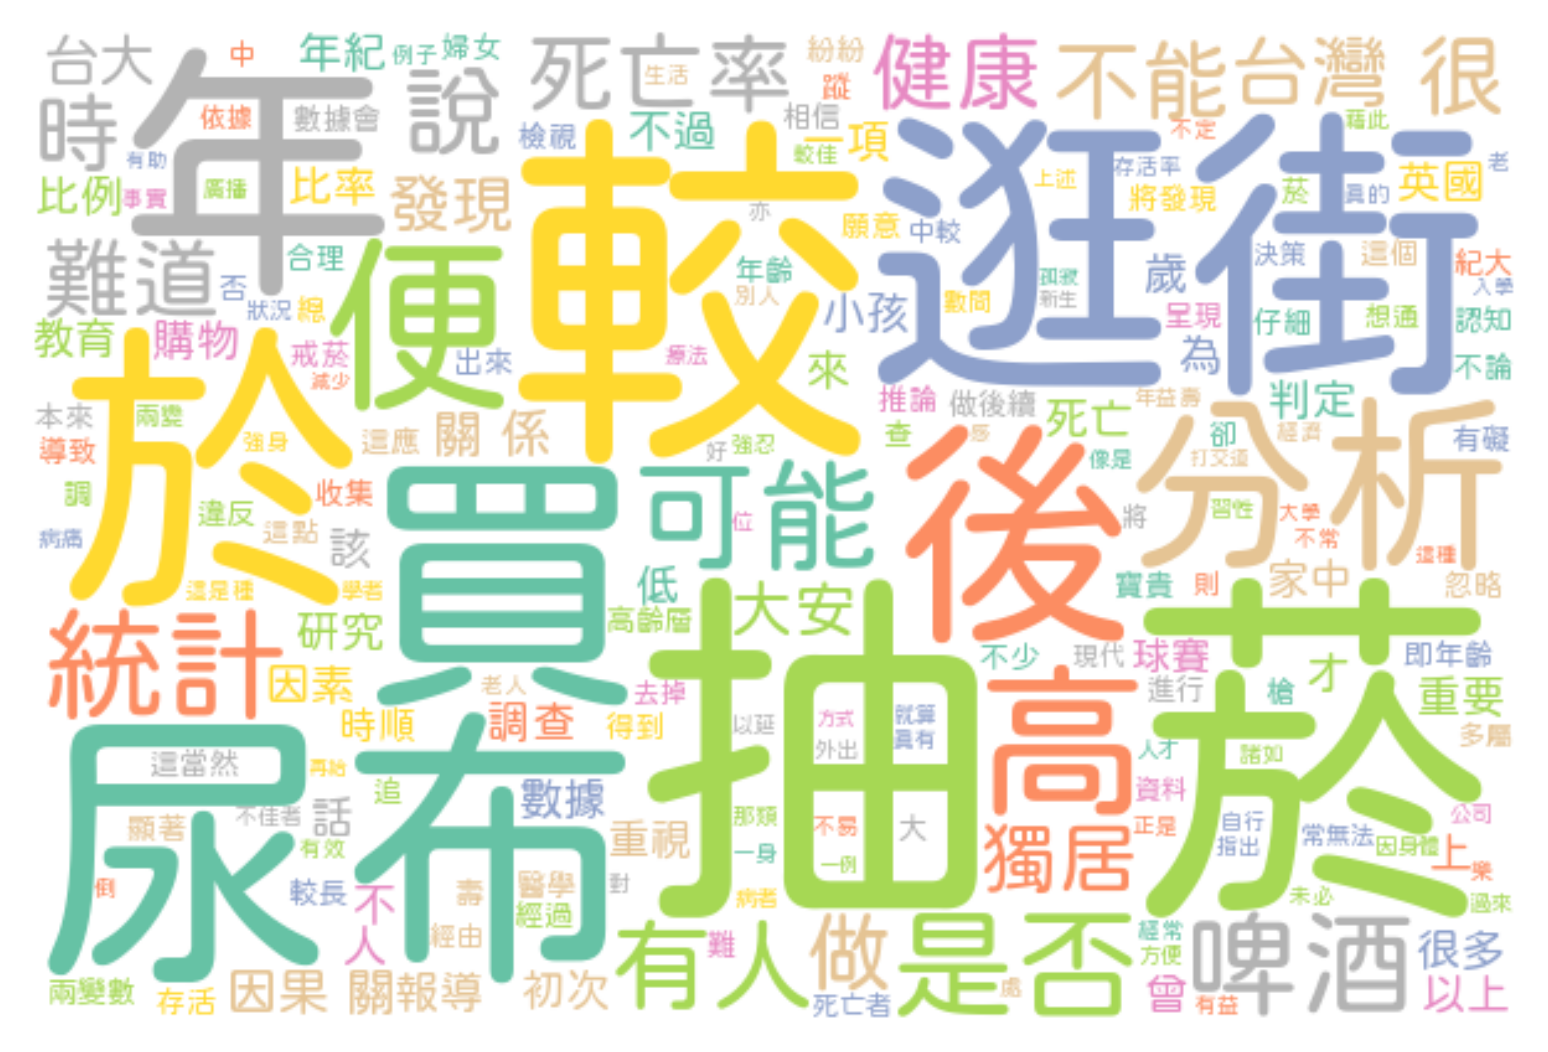 台大
中
年紀
例子
婦女
死亡率
生活
紛紛
蹤
健康
不能
台灣
很
年
說
時
依據
數據會
檢視
不過
相信
一項
較佳
不定
藉此
有助
比例
事實
廣播
比率
發現
較
逛街
上述
存活率
將發現
菸
真的
英國
老
亦
願意
中較
難道
否
合理
便
年齡
別人
孤寂
新生
歲
決策
這個
紀大
入學
狀況
總
小孩
數間
呈現
仔細
想通
認知
教育
購物
戒菸
減少
出來
療法
來
為
不論
於
本來
兩變
導致
強身
這應
關係
推論
做後續
查
感
死亡
年益壽
判定
卻
經濟
有礙
好
強忍
像是
打交道
分析
調
收集
違反
這點
病痛
該
買
可能
位
後
將
習性
大學
不常
這種
這是種
學者
低
高齡層
大安
寶貴
則
家中
忽略
統計
研究
因素
時順
老人
調查
去掉
得到
抽
不少
現代
球賽
進行
槍
才
即年齡
重要
多屬
菸
尿布
這當然
再給
追
數據
以延
方式
外出
就算
真有
高
人才
資料
諸如
公司
顯著
不佳者
話
有效
重視
那類
一身
不易
一例
大
獨居
正是
自行
指出
常無法
因身體
上
樂
倒
較長
不人
壽
醫學
經過
經由
對
病者
未必
過來
兩變數
存活
因果
關
報導
初次
有人
難
做
死亡者
是否
處
經常
方便
曾
有益
啤酒
很多
以上